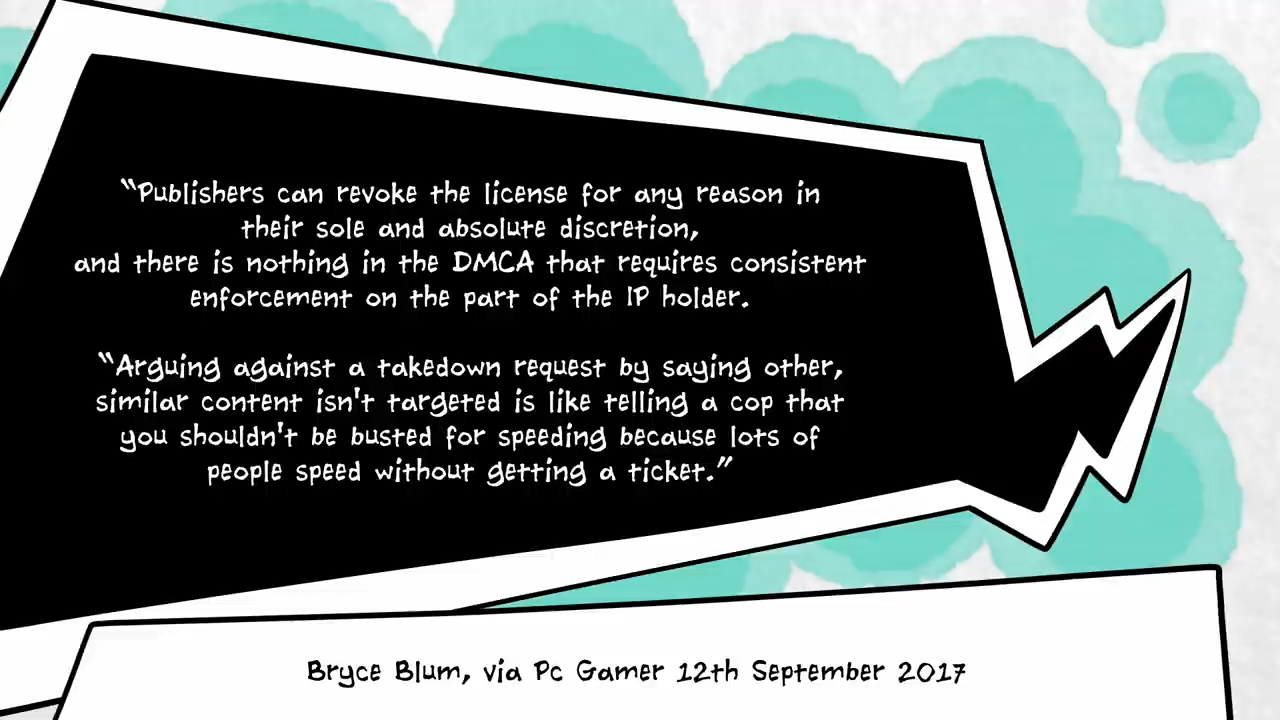 “Publishers can revoke the license for any reason in
their sole and absolute discretion,
and there is nothing in the DMCA that requires consistent
enforcement on the part of the IP holder.
“Arguing against a takedown request by saying other,
similar content isn't targeted is like telling a cop that
you shouldn't be busted for speeding because lots of
people speed without getting a ticket.”
Bryce Blum, via Pc Gamer 12th September 2017